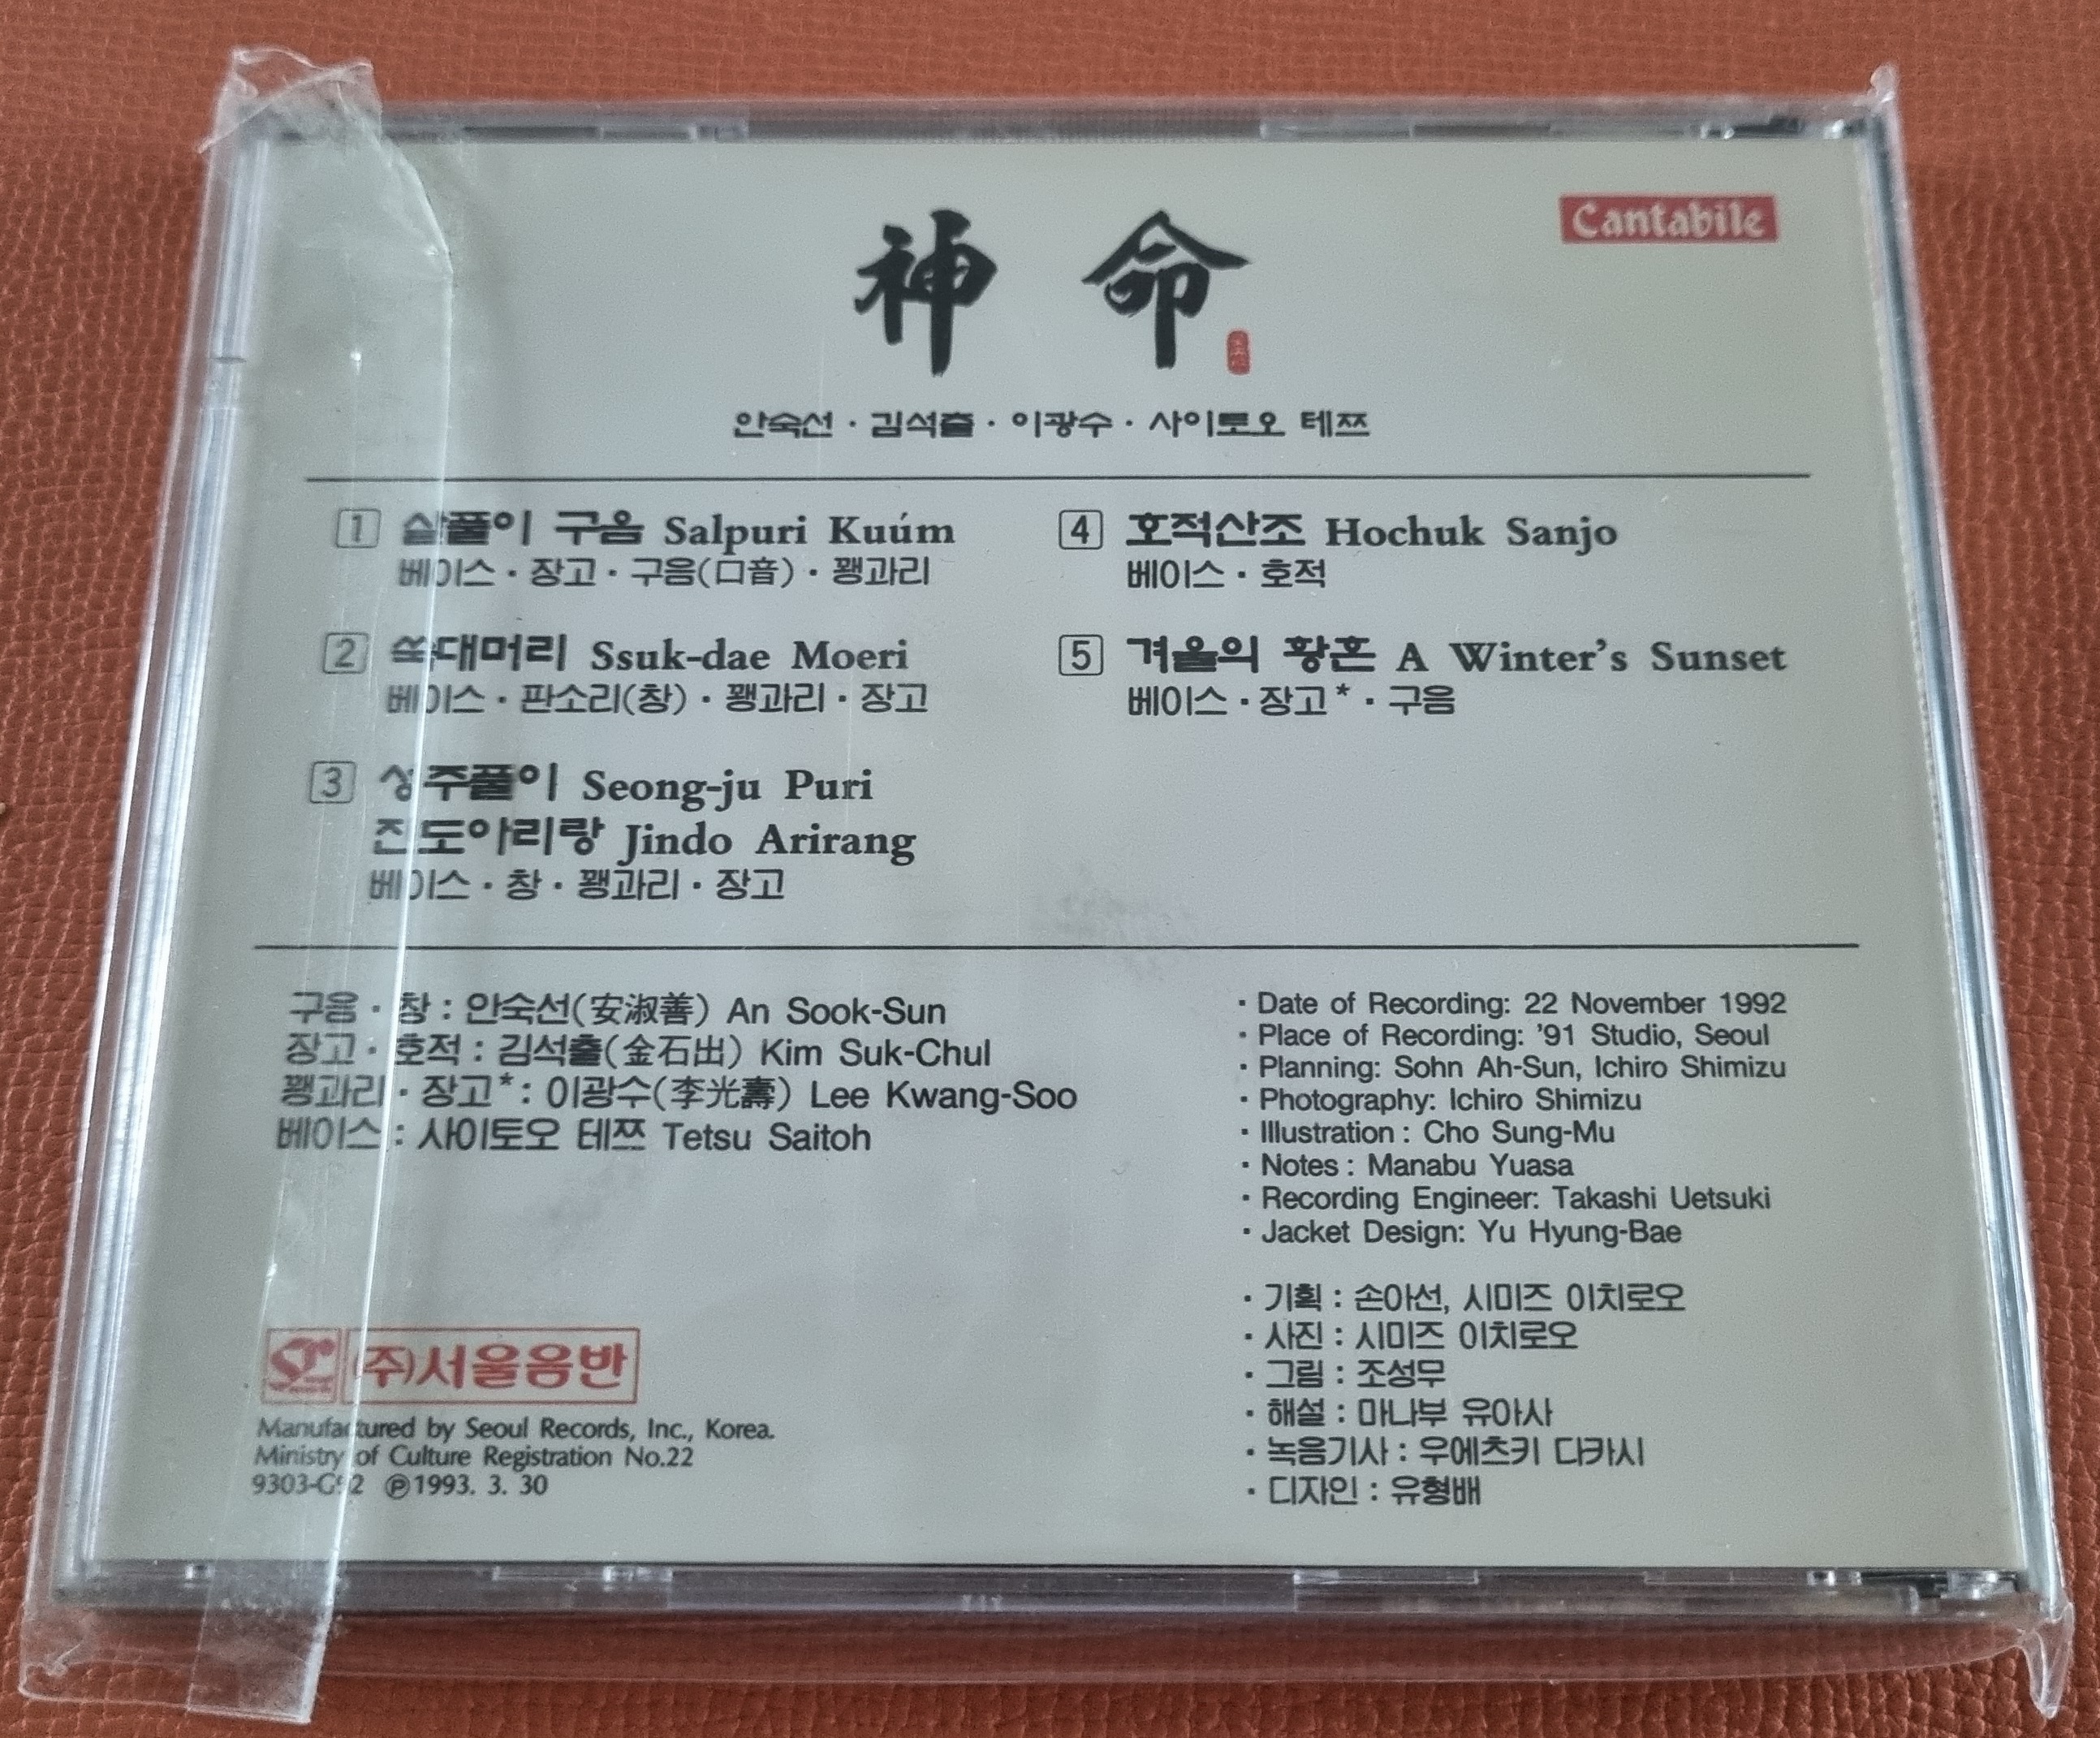 神 命
Cantabile
안숙선 · 김석출 · 이광수 · 사이토오 테쯔
1 살풀이 구음 Salpuri Kuúm
베이스 · 장고 · 구음(口音) · 꽹과리
2 쑥대머리 Ssuk-dae Moeri
베이스 · 판소리(창) · 꽹과리 · 장고
3 성주풀이 Seong-ju Puri
진도아리랑 Jindo Arirang
베이스 · 창 · 꽹과리 · 장고
4 호적산조 Hochuk Sanjo
베이스 · 호적
5 겨울의 황혼 A Winter's Sunset
베이스 · 장고* · 구음
구음 · 창 : 안숙선(安淑善) An Sook-Sun
장고 · 호적 : 김석출(金石出) Kim Suk-Chul
꽹과리 · 장고* : 이광수(李光壽) Lee Kwang-Soo
베이스 : 사이토오 테쯔 Tetsu Saitoh
· Date of Recording: 22 November 1992
· Place of Recording: '91 Studio, Seoul
· Planning: Sohn Ah-Sun, Ichiro Shimizu
· Photography: Ichiro Shimizu
· Illustration : Cho Sung-Mu
· Notes : Manabu Yuasa
· Recording Engineer: Takashi Uetsuki
· Jacket Design: Yu Hyung-Bae
· 기획 : 손아선, 시미즈 이치로오
· 사진 : 시미즈 이치로오
· 그림 : 조성무
· 해설 : 마나부 유아사
· 녹음기사 : 우에츠키 다카시
· 디자인 : 유형배
(주)서울음반
Manufactured by Seoul Records, Inc., Korea.
Ministry of Culture Registration No.22
9303-G92 ℗1993. 3. 30